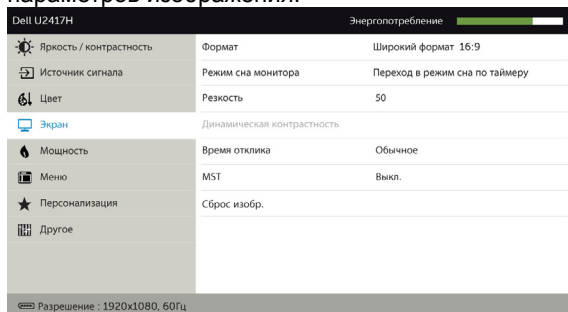 параметров изображения.
Dell U2417H Энергопотребление
Яркость / контрастность Формат Широкий формат 16:9
Источник сигнала Режим сна монитора Переход в режим сна по таймеру
Цвет Резкость 50
Экран Динамическая контрастность
Мощность Время отклика Обычное
Меню MST Выкл.
Персонализация Сброс изобр.
Другое
Разрешение : 1920x1080, 60Гц